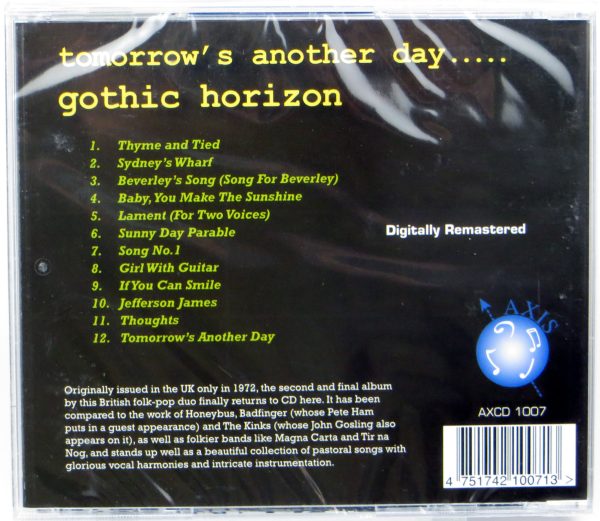 tomorrow's another day.....
gothic horizon
1. Thyme and Tied
2. Sydney's Wharf
3. Beverley's Song (Song For Beverley)
4. Baby, You Make The Sunshine
5. Lament (For Two Voices)
6. Sunny Day Parable
7. Song No.1
8. Girl With Guitar
9. If You Can Smile
10. Jefferson James
11. Thoughts
12. Tomorrow's Another Day
Digitally Remastered
AXIS
AXCD 1007
Originally issued in the UK only in 1972, the second and final album
by this British folk-pop duo finally returns to CD here. It has been
compared to the work of Honeybus, Badfinger (whose Pete Ham
puts in a guest appearance) and The Kinks (whose John Gosling also
appears on it), as well as folkier bands like Magna Carta and Tir na
Nog, and stands up well as a beautiful collection of pastoral songs with
glorious vocal harmonies and intricate instrumentation.
4 751742 100713 >